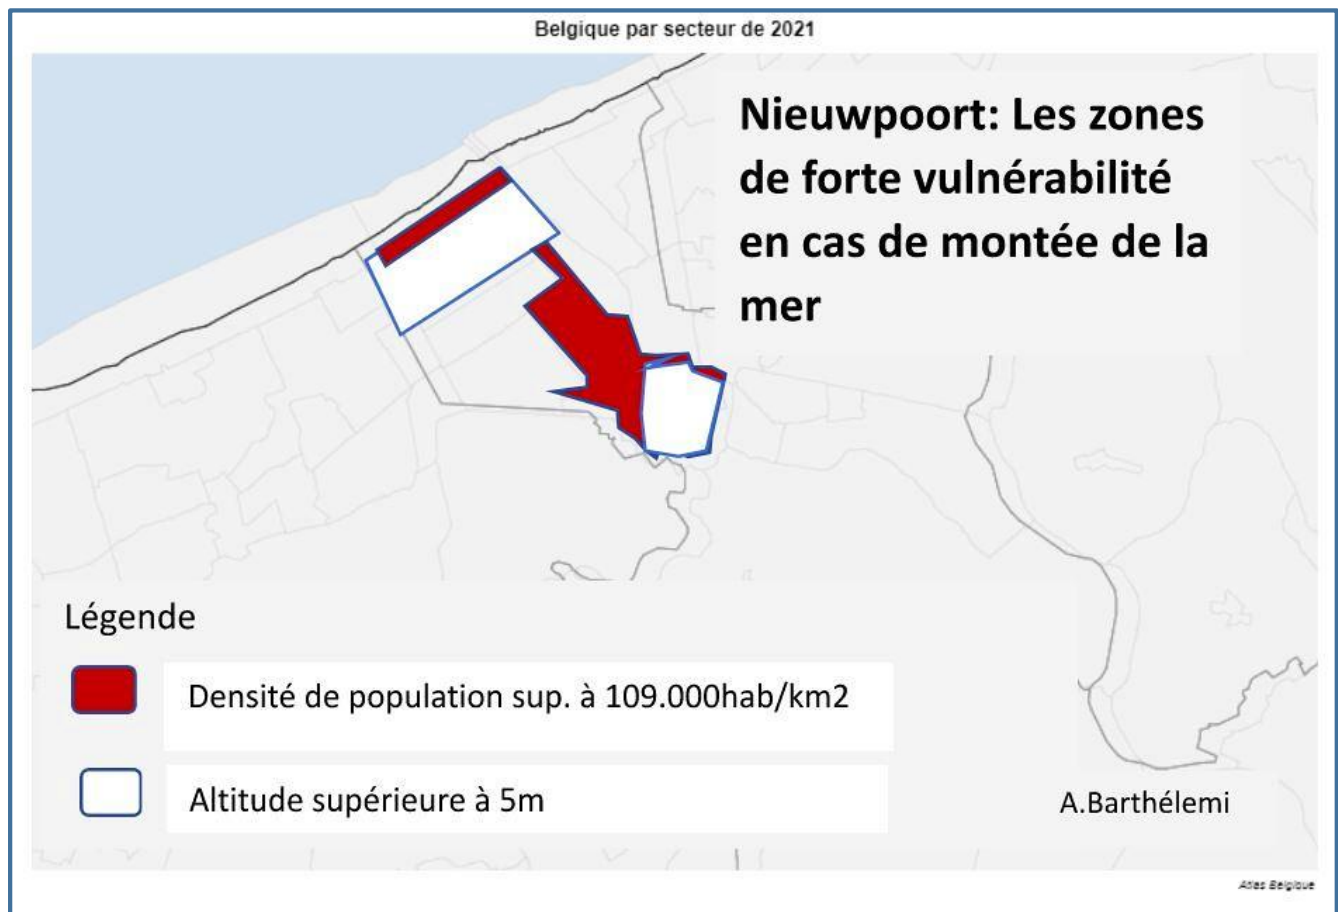 Belgique par secteur de 2021
Nieuwpoort: Les zones
de forte vulnérabilité
en cas de montée de la
mer
Légende
Densité de population sup. à 109.000hab/km2
Altitude supérieure à 5m
A.Barthélemi
Atlas Belgique